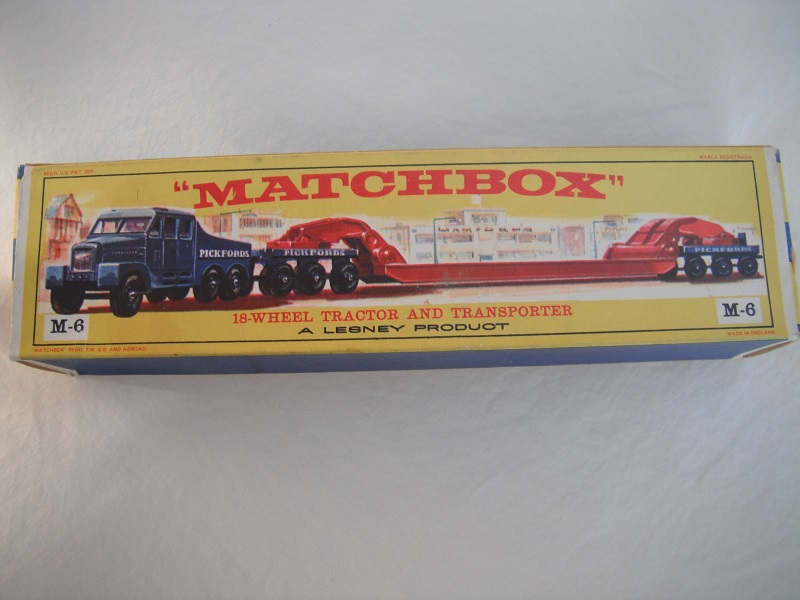 REGD. U.S. PAT. OFF.
MARCA REGISTRADA
"MATCHBOX"
PICKFORDS
PICKFORDS
PICKFORDS
18-WHEEL TRACTOR AND TRANSPORTER
A LESNEY PRODUCT
M-6
M-6
"MATCHBOX" REGD. T.M. G.B. AND ABROAD
MADE IN ENGLAND